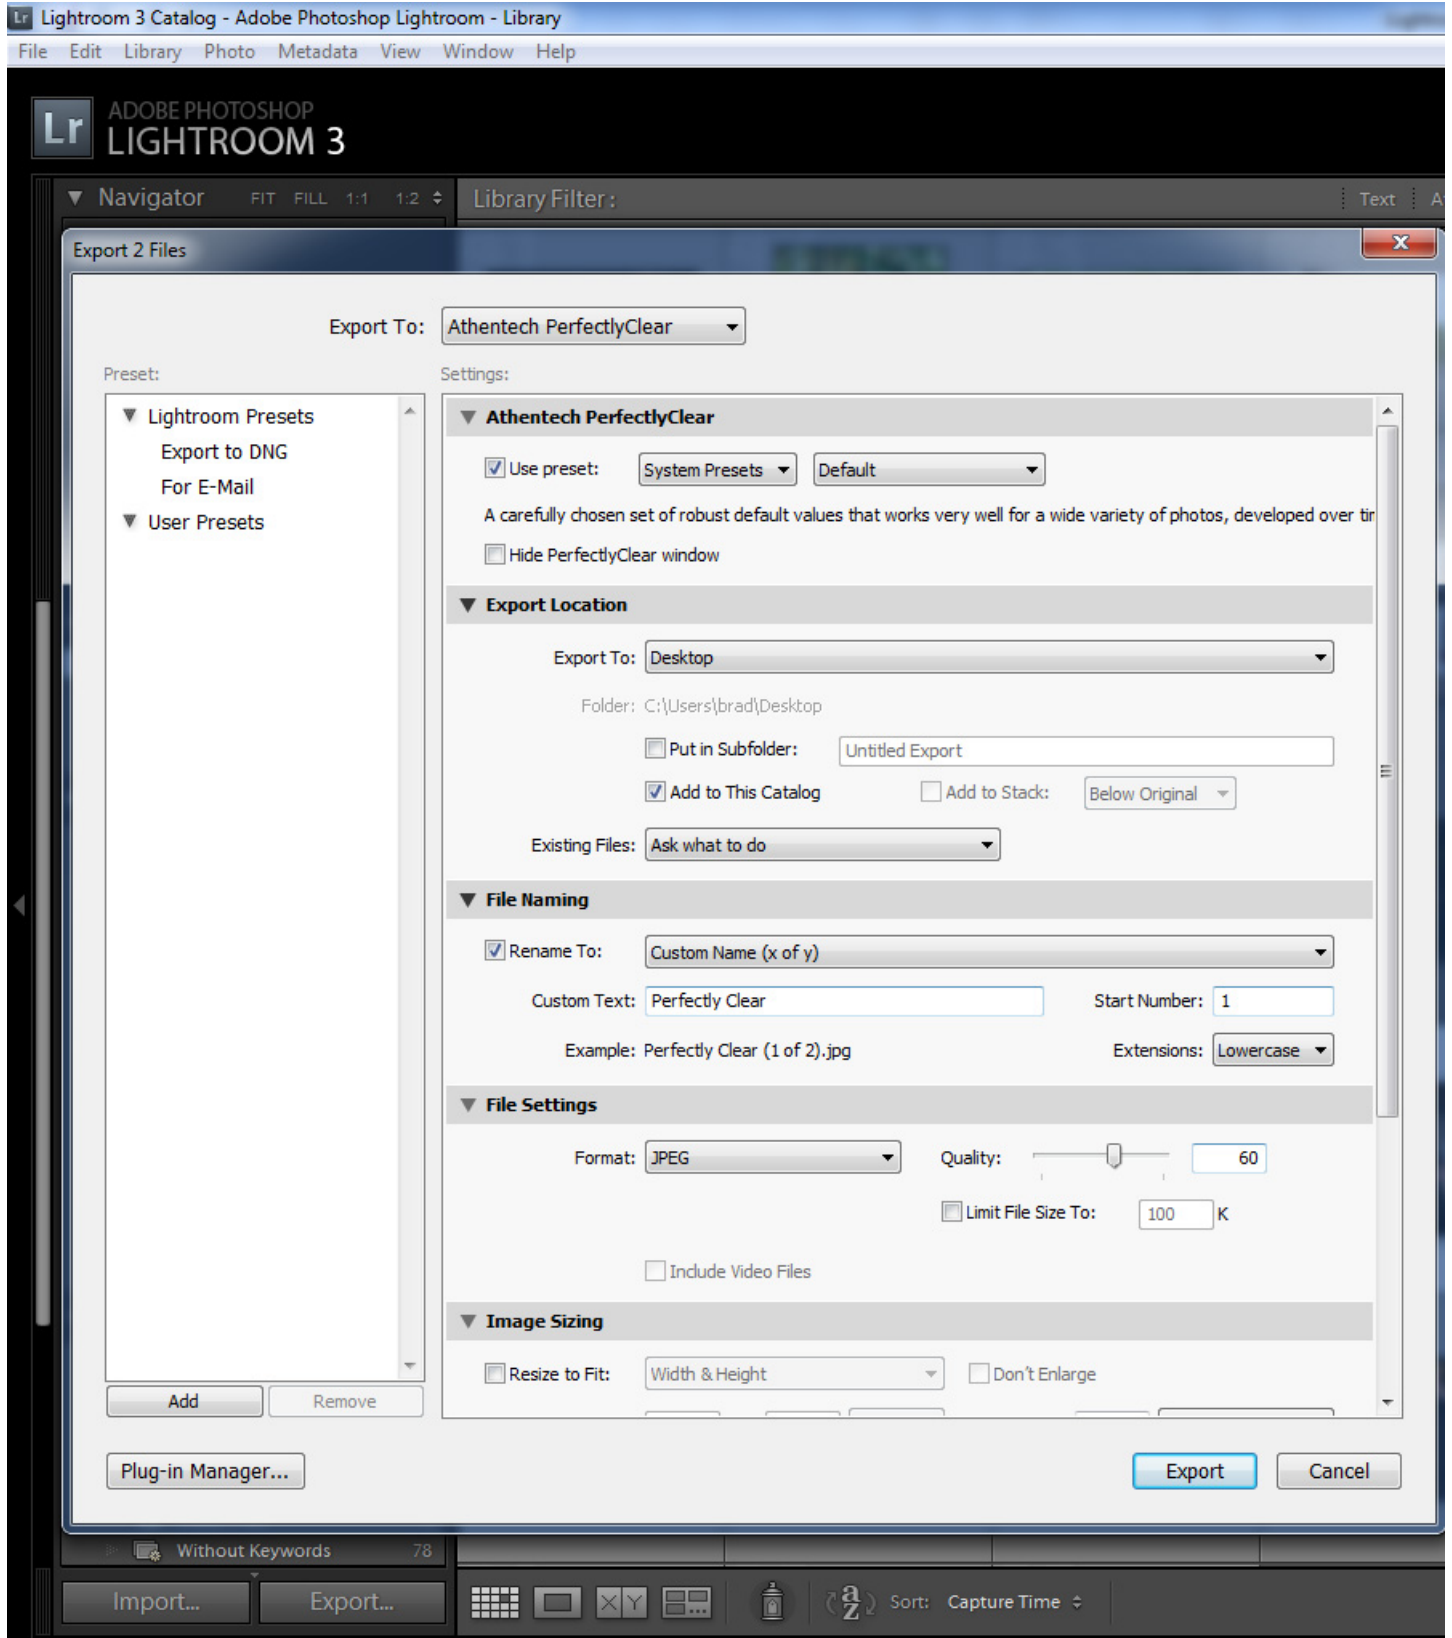 Lightroom 3 Catalog - Adobe Photoshop Lightroom - Library
File Edit Library Photo Metadata View Window Help
Lr ADOBE PHOTOSHOP
LIGHTROOM 3
Navigator FIT FILL 1:1 1:2 Library Filter : Text
Export 2 Files
Export To: Athentech PerfectlyClear
Preset: Settings:
Lightroom Presets
Export to DNG
For E-Mail
User Presets
Athentech PerfectlyClear
Use preset: System Presets Default
A carefully chosen set of robust default values that works very well for a wide variety of photos, developed over
Hide PerfectlyClear window
Export Location
Export To: Desktop
Folder: C:\Users\brad\Desktop
Put in Subfolder: Untitled Export
Add to This Catalog Add to Stack: Below Original
Existing Files: Ask what to do
File Naming
Rename To: Custom Name (x of y)
Custom Text: Perfectly Clear Start Number: 1
Example: Perfectly Clear (1 of 2).jpg Extensions: Lowercase
File Settings
Format: JPEG Quality: 60
Limit File Size To: 100 K
Include Video Files
Image Sizing
Resize to Fit: Width & Height Don't Enlarge
Add Remove
Plug-in Manager... Export Cancel
Without Keywords 78
Import... Export... XY Sort: Capture Time